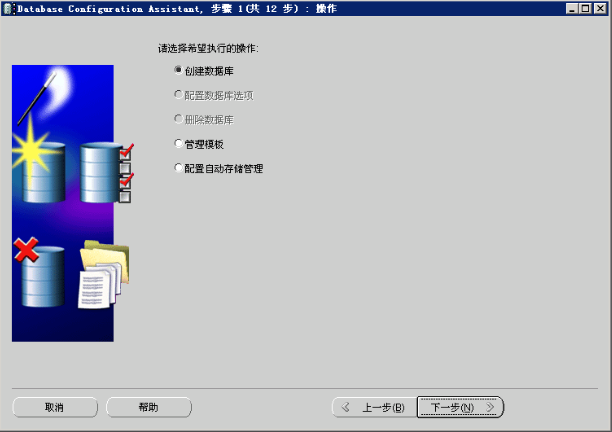 Database Configuration Assistant, 步骤 1(共 12 步) : 操作
请选择希望执行的操作:
创建数据库
配置数据库选项
删除数据库
管理模板
配置自动存储管理
取消
帮助
上一步(B)
下一步(N)